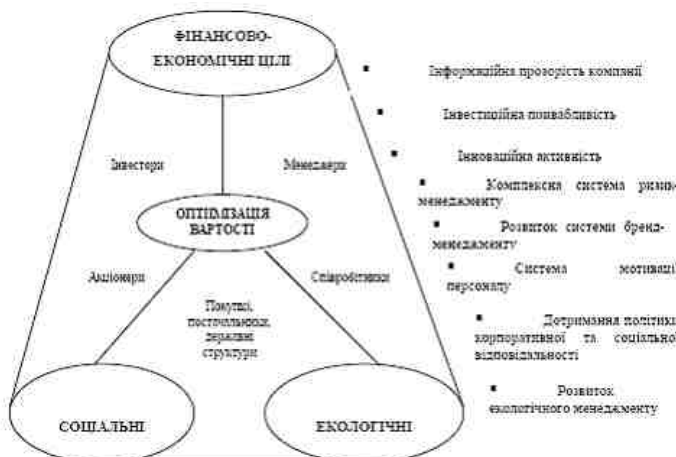 ФІНАНСОВО-
ЕКОНОМІЧНІ ЦІЛІ
Інвестори
Менеджери
ОПТИМІЗАЦІЯ
ВАРТОСТІ
Акціонери
Співробітники
Покупці,
постачальники,
державні
структури
СОЦІАЛЬНІ
ЕКОЛОГІЧНІ
▪ Інформаційна прозорість компанії
▪ Інвестиційна привабливість
▪ Інноваційна активність
▪ Комплексна система ризик-
менеджменту
▪ Розвиток системи бренд-
менеджменту
▪ Система мотивації
персоналу
▪ Дотримання політики
корпоративної та соціальної
відповідальності
▪ Розвиток
екологічного менеджменту